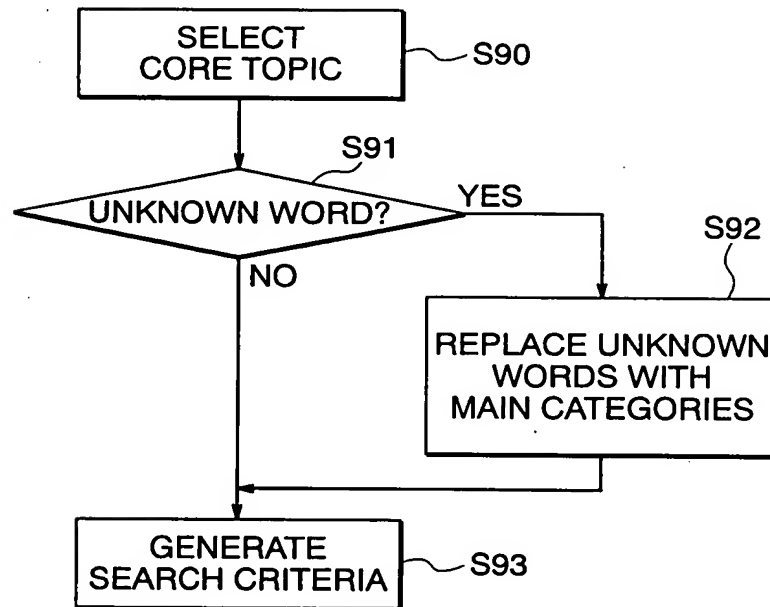 SELECT
CORE TOPIC
S90
S91
UNKNOWN WORD?
YES
NO
S92
REPLACE UNKNOWN
WORDS WITH
MAIN CATEGORIES
GENERATE
SEARCH CRITERIA
S93